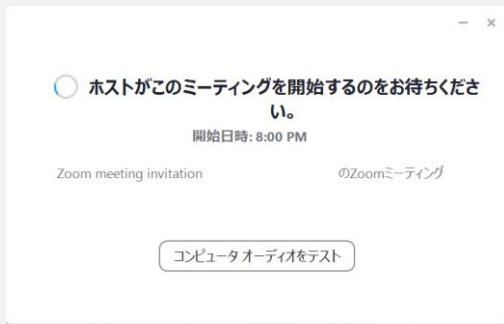 ホストがこのミーティングを開始するのをお待ちくださ
い。
開始日時: 8:00 PM
Zoom meeting invitation のZoomミーティング
コンピュータ オーディオをテスト